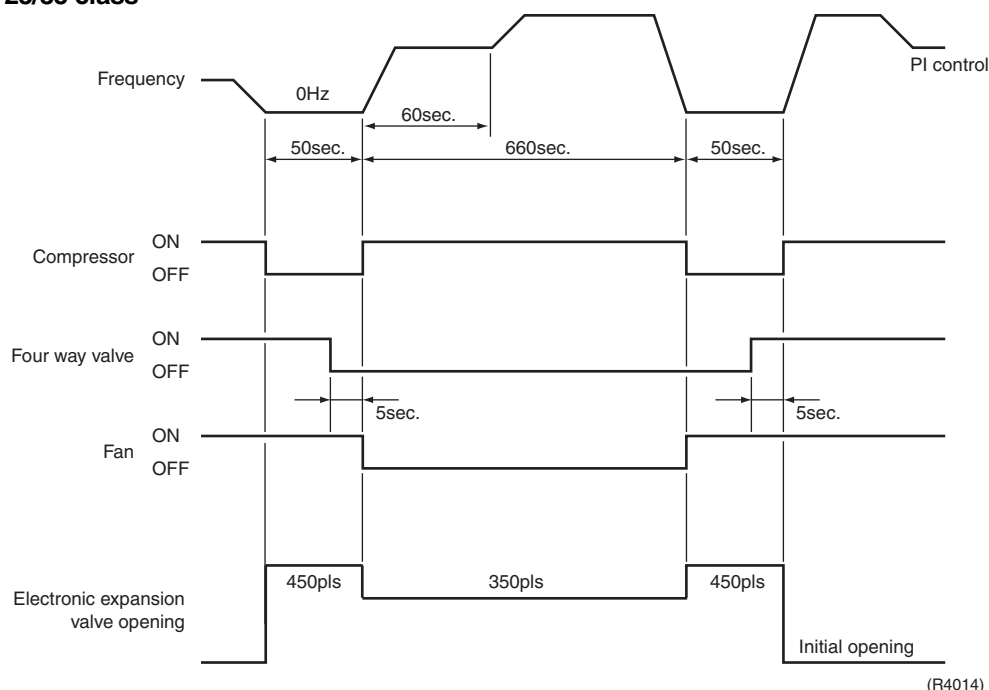 Frequency
0Hz
PI control
60sec.
50sec.
660sec.
50sec.
Compressor
ON
OFF
Four way valve
ON
OFF
5sec.
5sec.
Fan
ON
OFF
Electronic expansion
valve opening
450pls
350pls
450pls
Initial opening
(R4014)